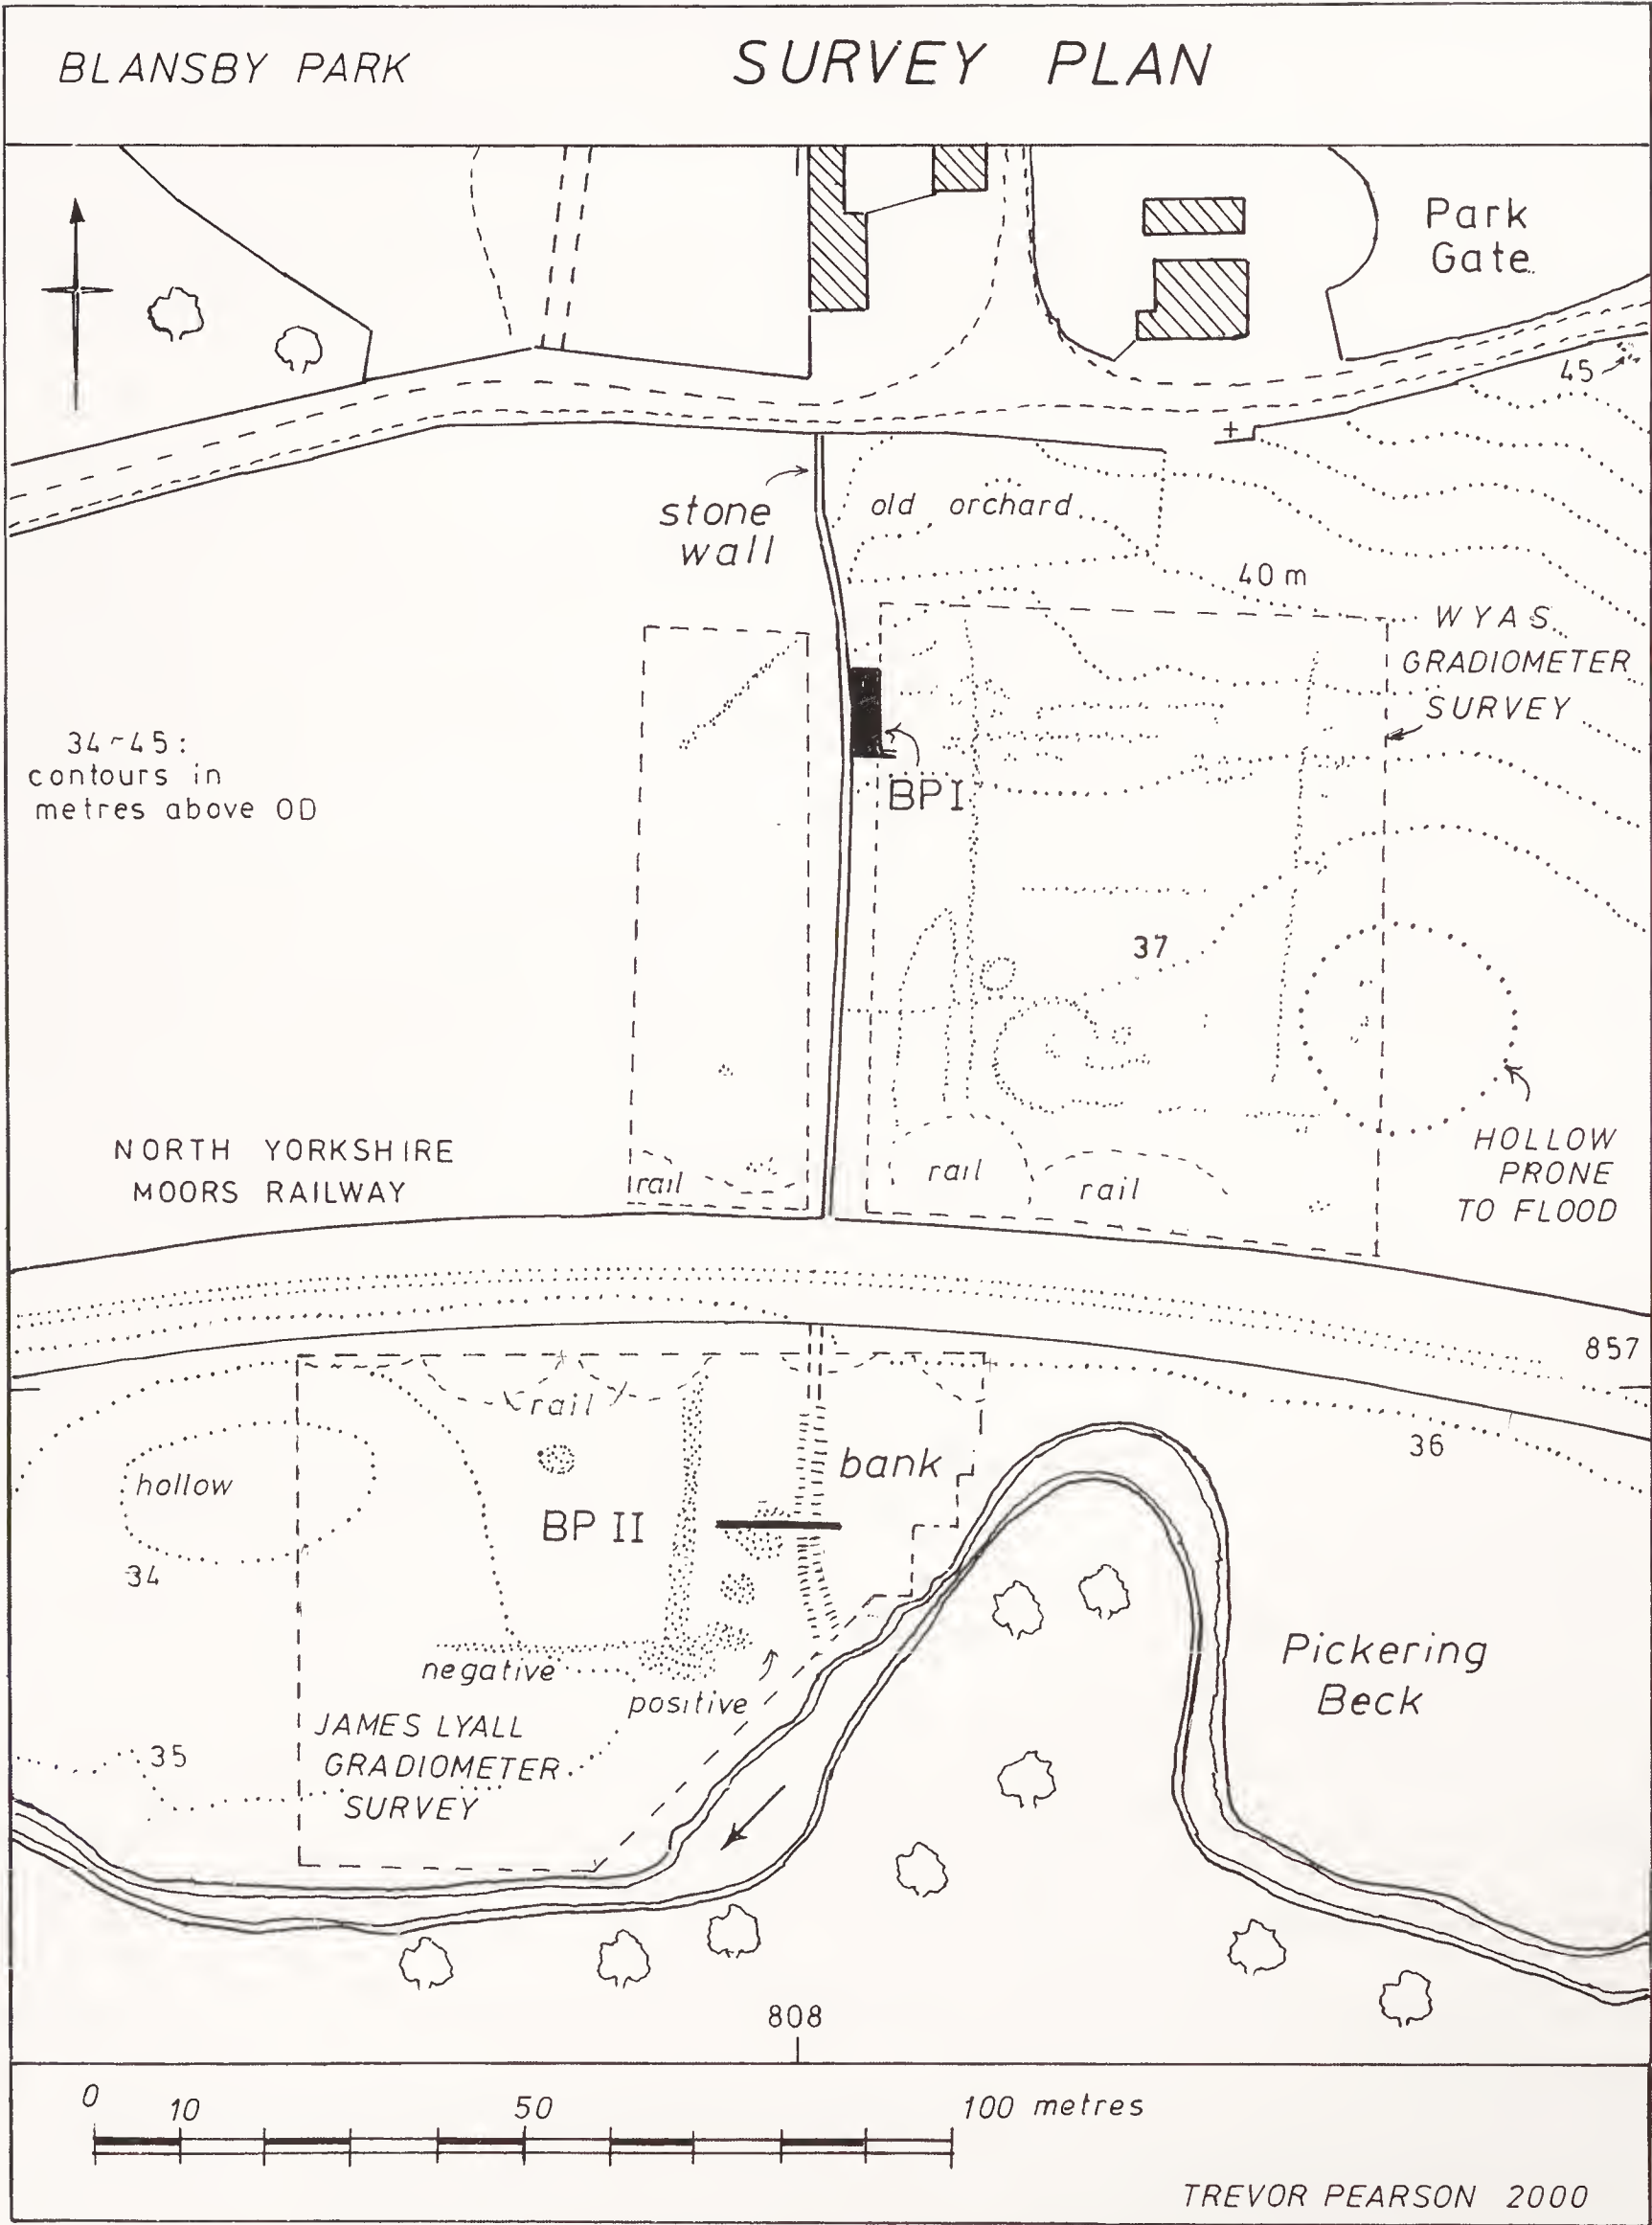 BLANSBY PARK
SURVEY PLAN
Park
Gate
45
stone
wall
old orchard
40 m
WYAS
GRADIOMETER
SURVEY
34-45:
contours in
metres above OD
BPI
37
NORTH YORKSHIRE
MOORS RAILWAY
rail
rail
rail
HOLLOW
PRONE
TO FLOOD
857
rail
36
bank
hollow
BP II
34
negative
positive
Pickering
Beck
JAMES LYALL
GRADIOMETER
SURVEY
35
808
0
10
50
100 metres
TREVOR PEARSON 2000